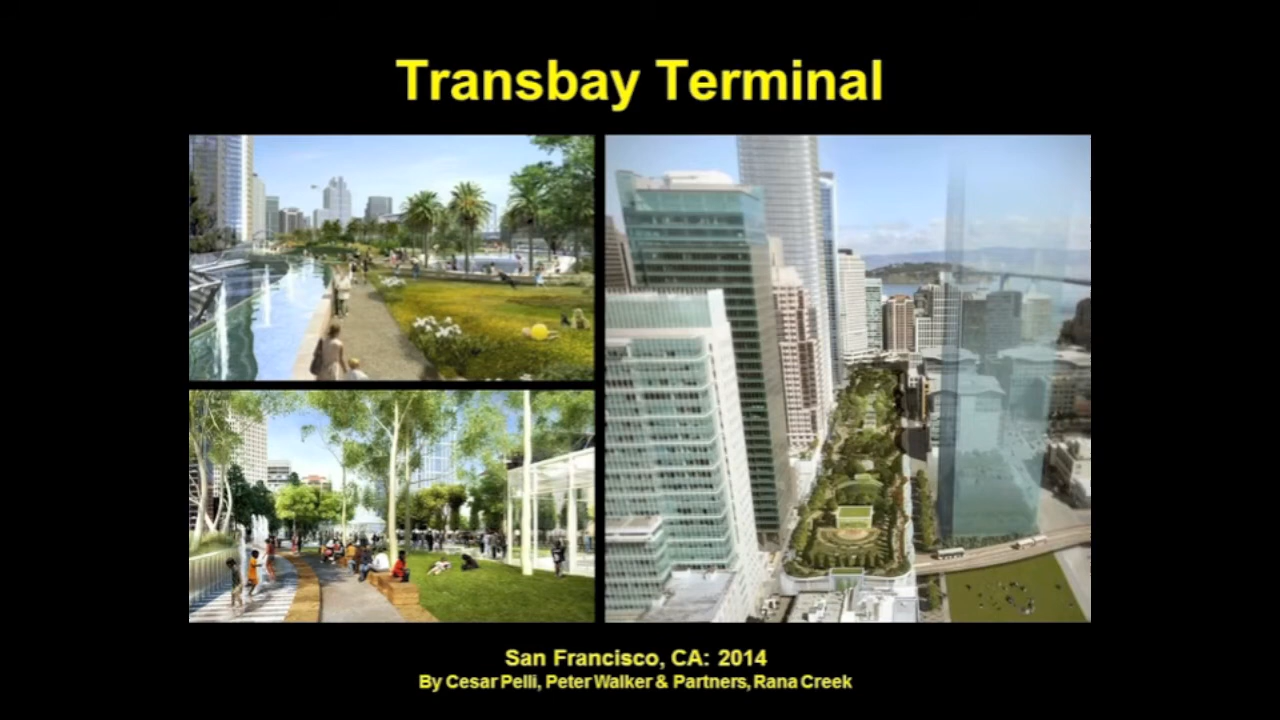 Transbay Terminal
San Francisco, CA: 2014
By Cesar Pelli, Peter Walker & Partners, Rana Creek